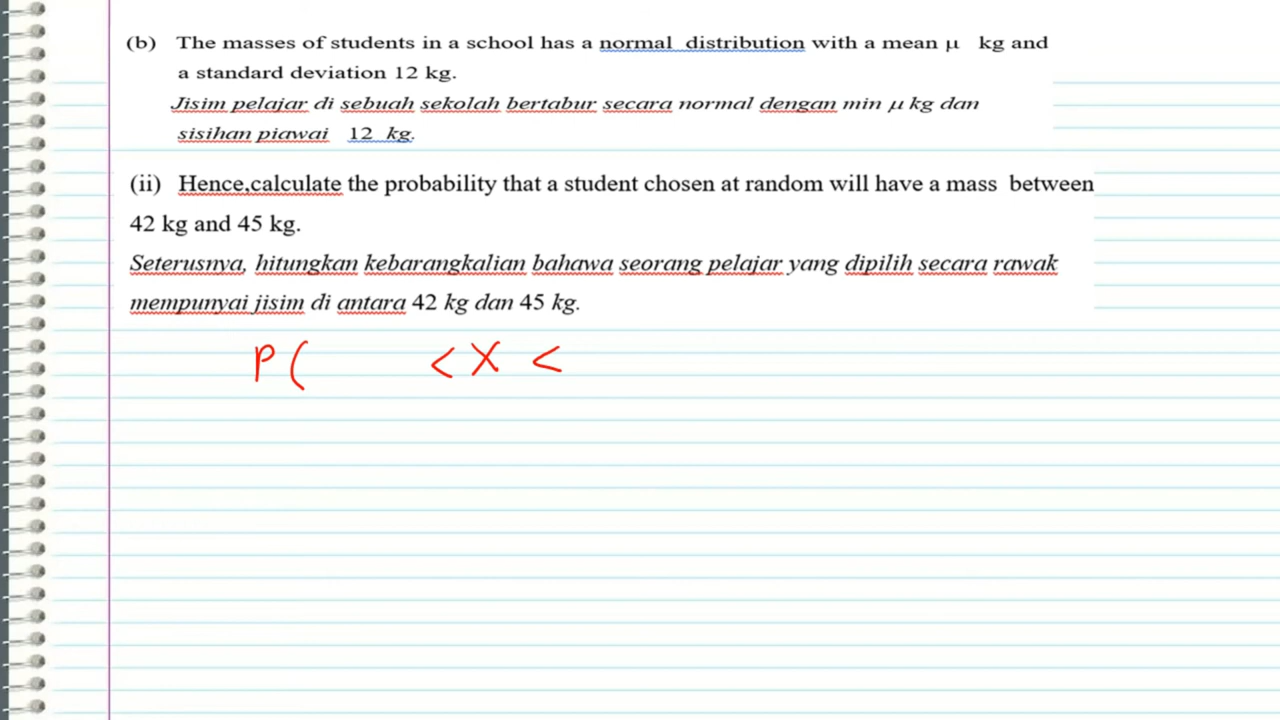 (b) The masses of students in a school has a normal distribution with a mean μ kg and
a standard deviation 12 kg.
Jisim pelajar di sebuah sekolah bertabur secara normal dengan min μ kg dan
sisihan piawai 12 kg.
(ii) Hence,calculate the probability that a student chosen at random will have a mass between
42 kg and 45 kg.
Seterusnya, hitungkan kebarangkalian bahawa seorang pelajar yang dipilih secara rawak
mempunyai jisim di antara 42 kg dan 45 kg.
P( < X <